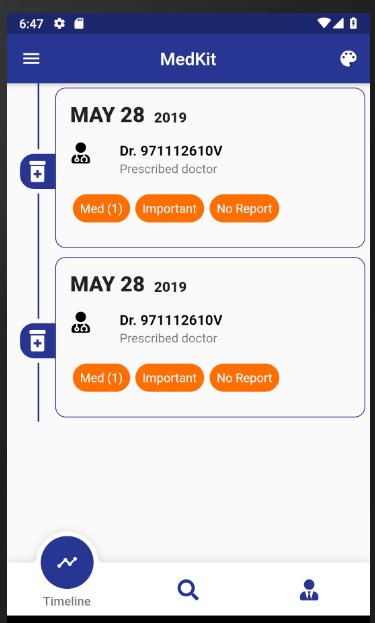 6:47
MedKit
MAY 28 2019
Dr. 971112610V
Prescribed doctor
Med (1) Important No Report
MAY 28 2019
Dr. 971112610V
Prescribed doctor
Med (1) Important No Report
Timeline